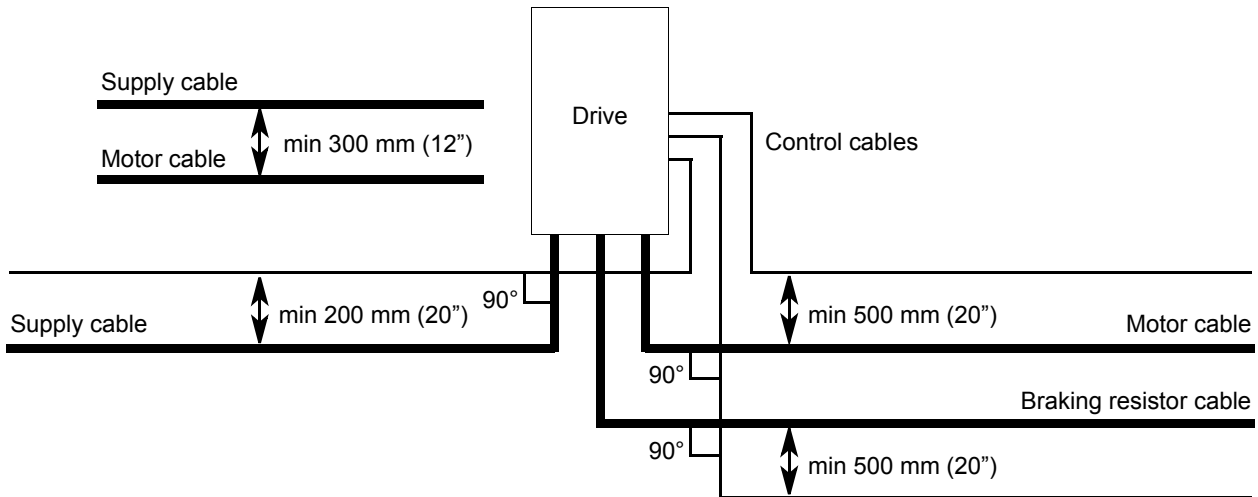 Supply cable
min 300 mm (12”)
Motor cable
Drive
Control cables
90°
min 200 mm (20”)
Supply cable
min 500 mm (20”)
Motor cable
90°
Braking resistor cable
90°
min 500 mm (20”)